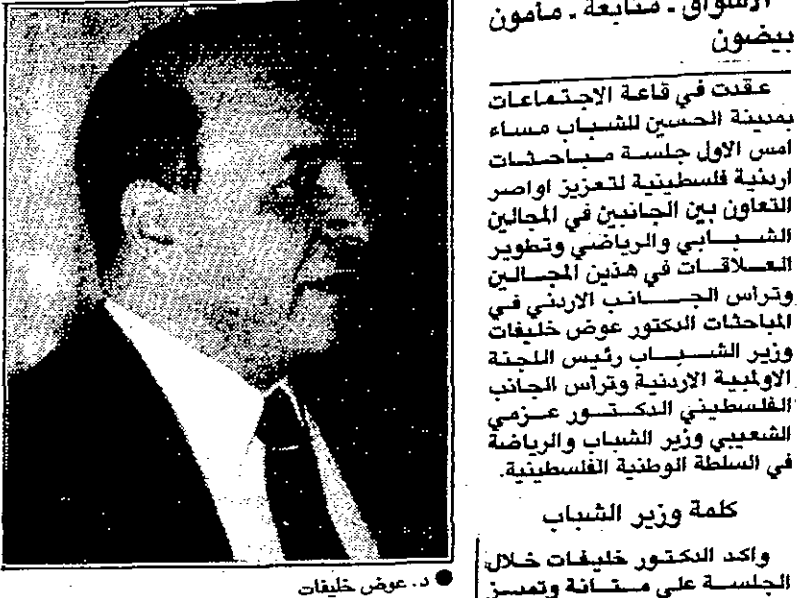 الاسواق - متابعة - مأمون
بيضون
عقدت في قاعة الاجتماعات
بمدينة الحسين للشباب مساء
امس الاول جلسة مباحثات
اردنية فلسطينية لتعزيز اواصر
التعاون بين الجانبين في المجالين
الشبابي والرياضي وتطوير
العلاقات في هذين المجالين
وتراس الجانب الاردني في
المباحثات الدكتور عوض خليفات
وزير الشباب رئيس اللجنة
الاولمبية الاردنية وتراس الجانب
الفلسطيني الدكتور عزمي
الشعيبي وزير الشباب والرياضة
في السلطة الوطنية الفلسطينية.
كلمة وزير الشباب
واكد الدكتور خليفات خلال
الجلسة على متانة وتميز
د. عوض خليفات